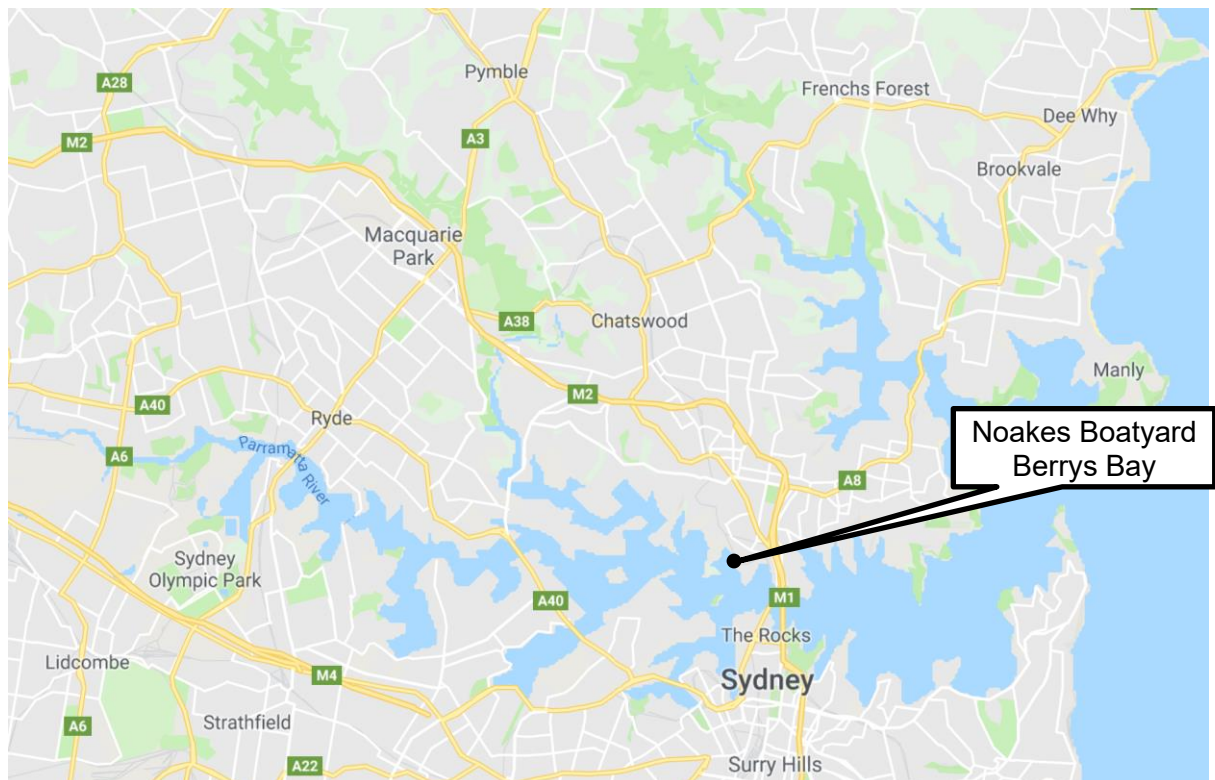 Pymble
Frenchs Forest
A28
Dee Why
M2
A3
Brookvale
Macquarie
Park
A38
Chatswood
Manly
M2
A40
Ryde
Noakes Boatyard
Berrys Bay
A6
Parramatta
River
A8
Sydney
Olympic Park
A40
M1
The Rocks
Lidcombe
M4
Sydney
A6
Strathfield
A22
Surry Hills